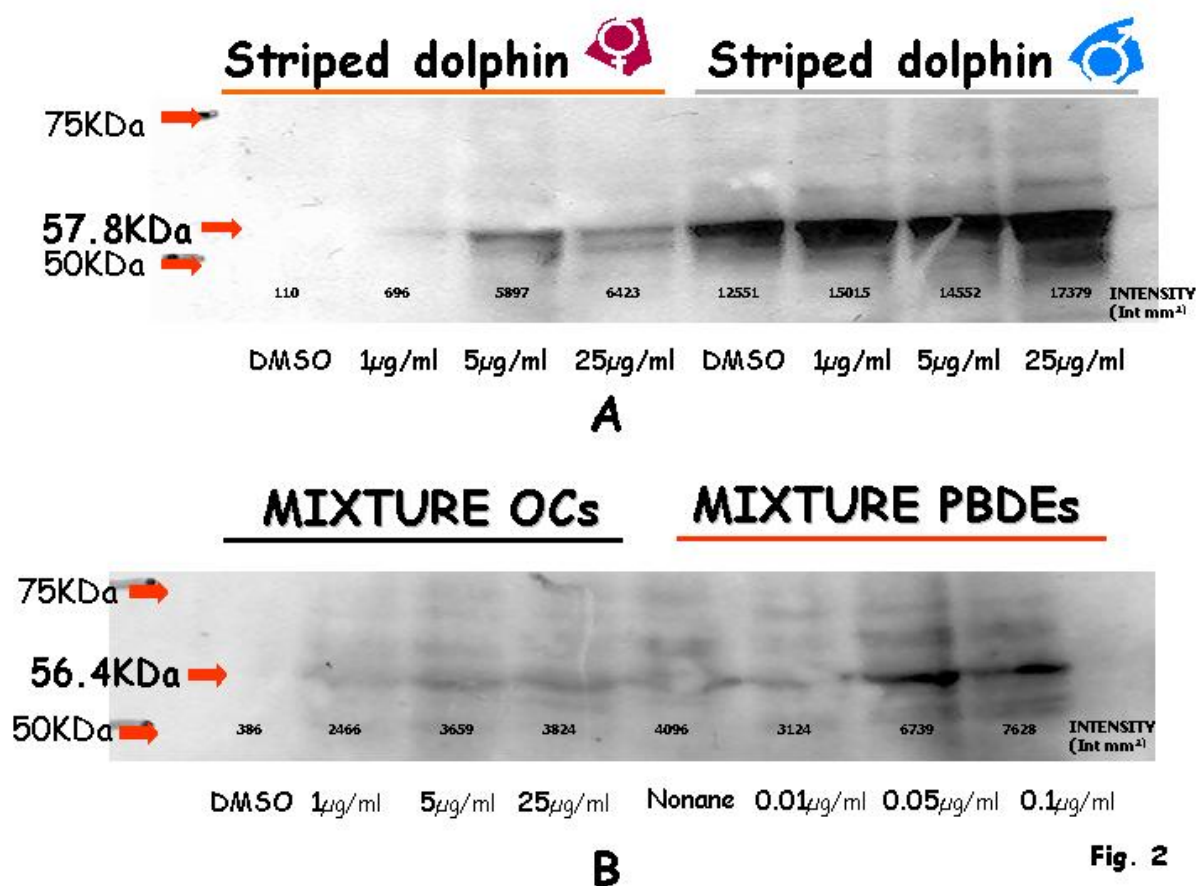 Striped dolphin Striped dolphin
75KDa
57.8KDa
50KDa
110 696 5897 6423 12551 15015 14552 17379 INTENSITY
(Int mm²)
DMSO 1µg/ml 5µg/ml 25µg/ml DMSO 1µg/ml 5µg/ml 25µg/ml
A
MIXTURE OCs MIXTURE PBDEs
75KDa
56.4KDa
50KDa
386 2466 3659 3824 4096 3124 6739 7628 INTENSITY
(Int mm²)
DMSO 1µg/ml 5µg/ml 25µg/ml Nonane 0.01µg/ml 0.05µg/ml 0.1µg/ml
B
Fig. 2